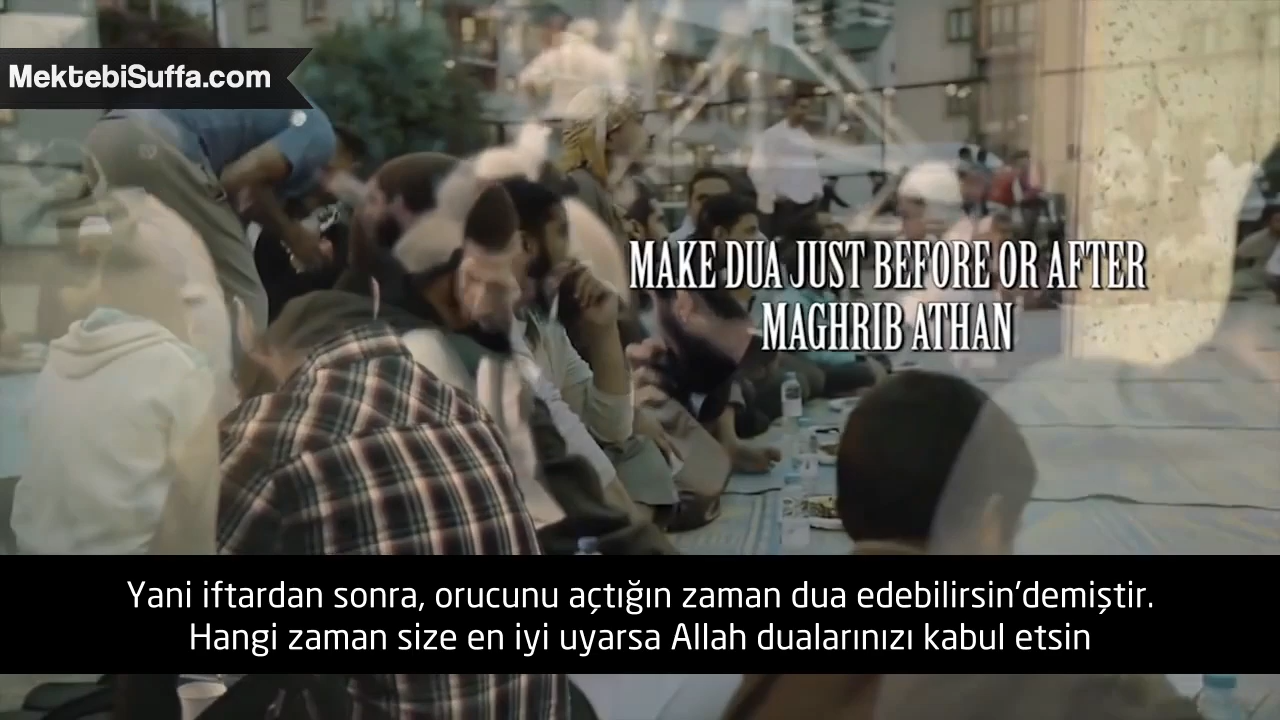 MektebiSuffa.com
MAKE DUA JUST BEFORE OR AFTER
MAGHRIB ATHAN
Yani iftardan sonra, orucunu açtığın zaman dua edebilirsin'demiştir.
Hangi zaman size en iyi uyarsa Allah dualarınızı kabul etsin